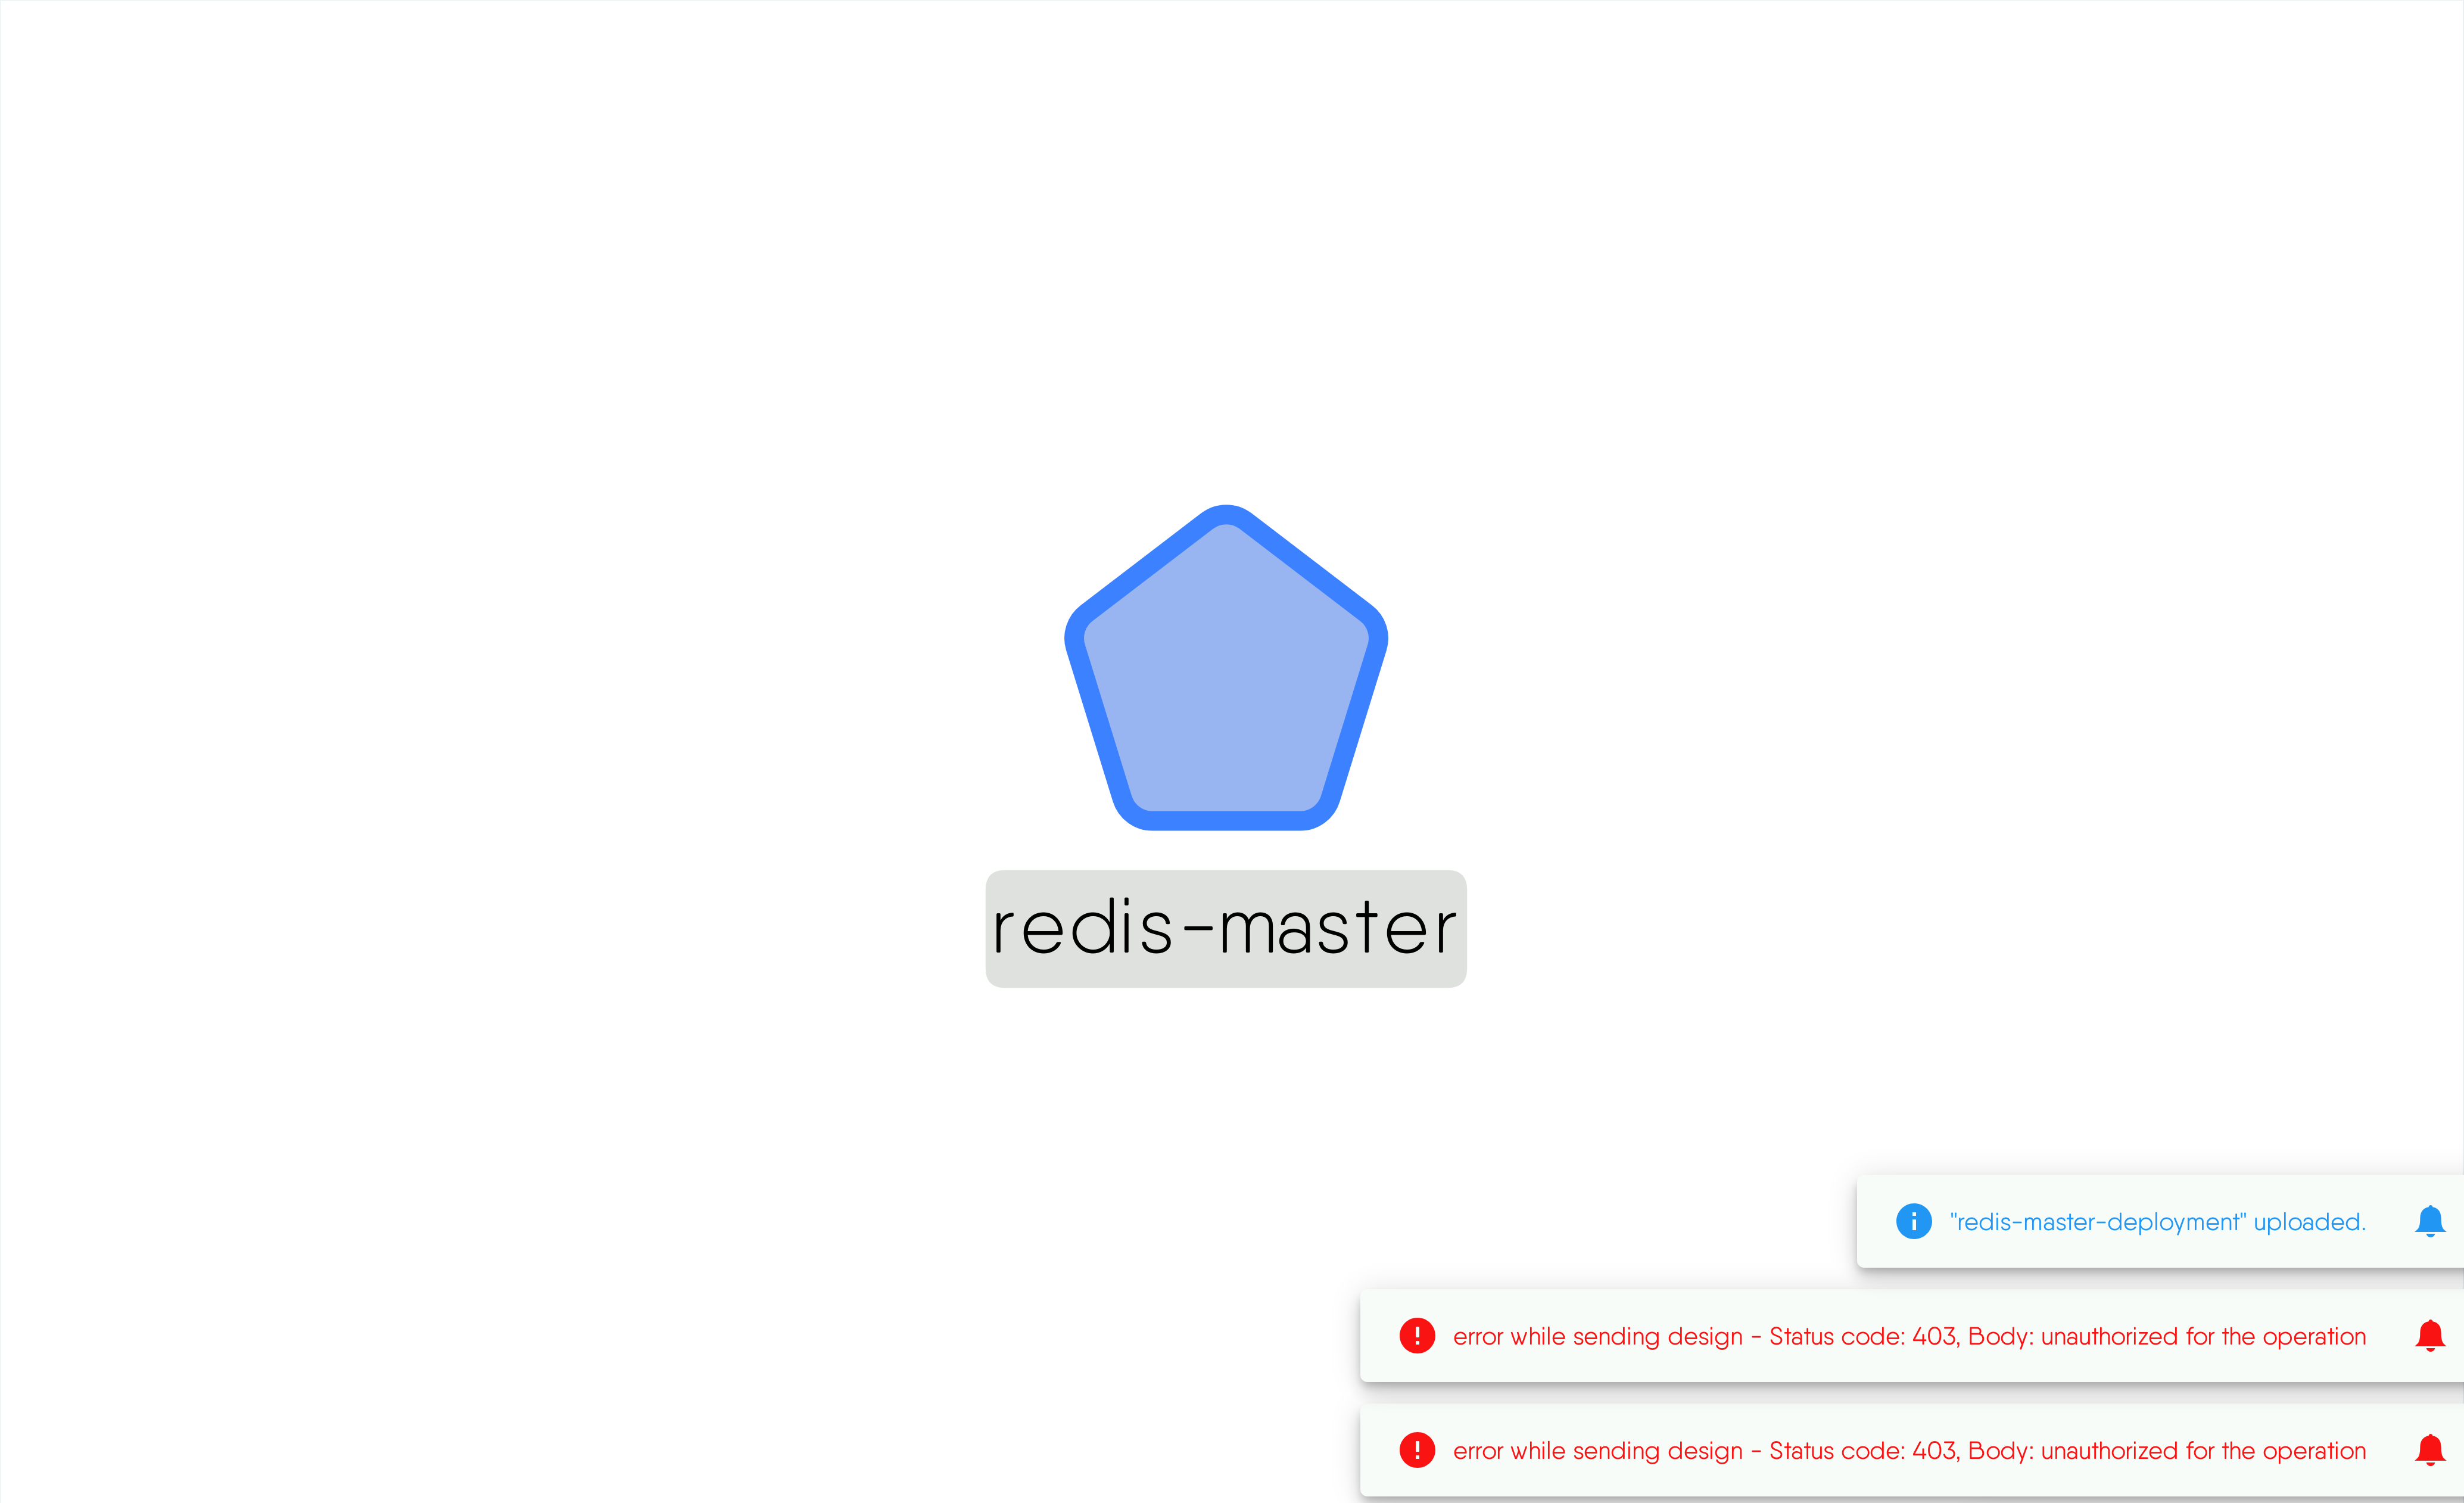 redis-master
"redis-master-deployment" uploaded.
error while sending design - Status code: 403, Body: unauthorized for the operation
error while sending design - Status code: 403, Body: unauthorized for the operation